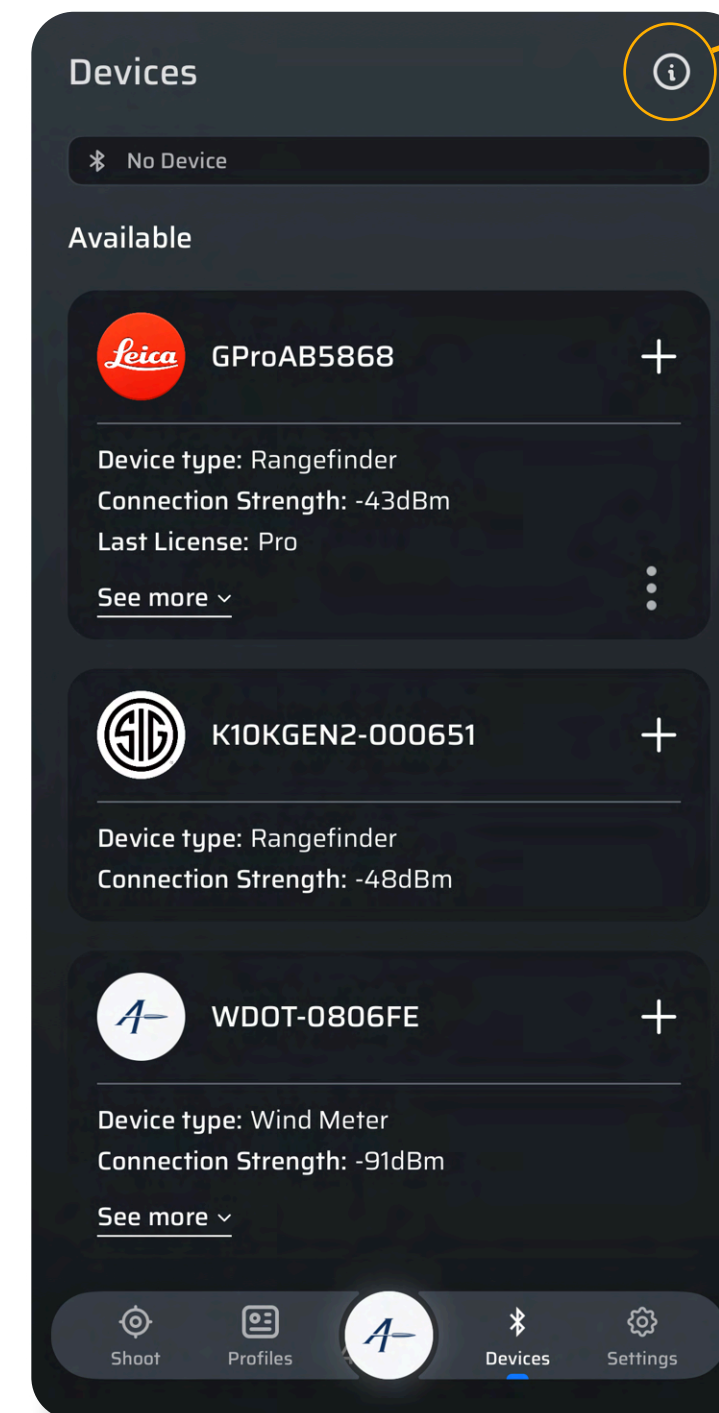 Devices
No Device
Available
Leica
GProAB5868
Device type: Rangefinder
Connection Strength: -43dBm
Last License: Pro
See more
SIG
K10KGEN2-000651
Device type: Rangefinder
Connection Strength: -48dBm
WDOT-0806FE
Device type: Wind Meter
Connection Strength: -91dBm
See more
Shoot Profiles Devices Settings